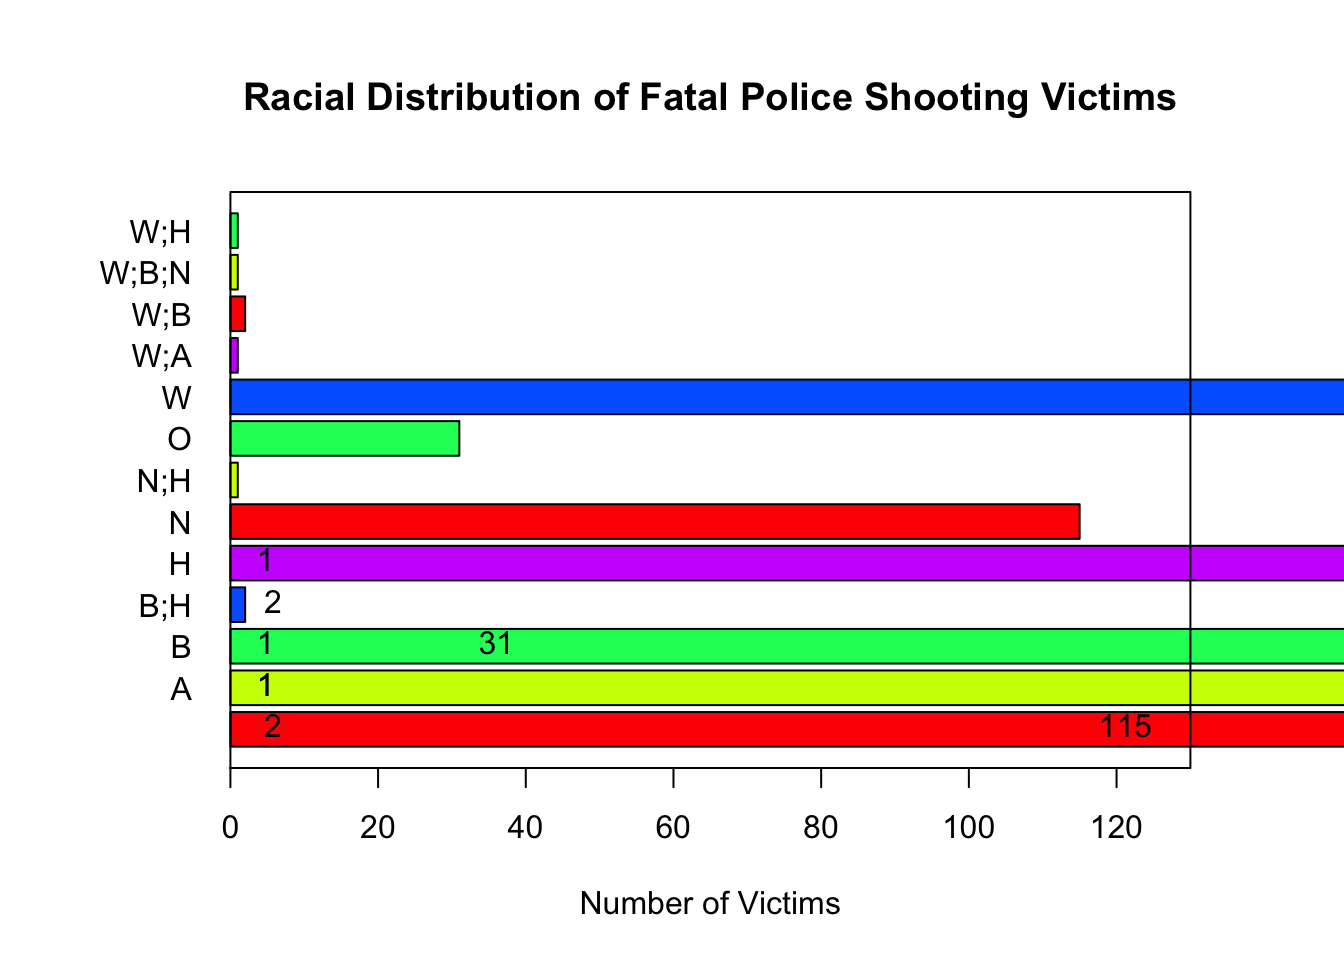 Racial Distribution of Fatal Police Shooting Victims
W;H
W;B;N
W;B
W;A
W
O
N;H
N
H 1
B;H 2
B 1 31
A 1
2 115
0 20 40 60 80 100 120
Number of Victims